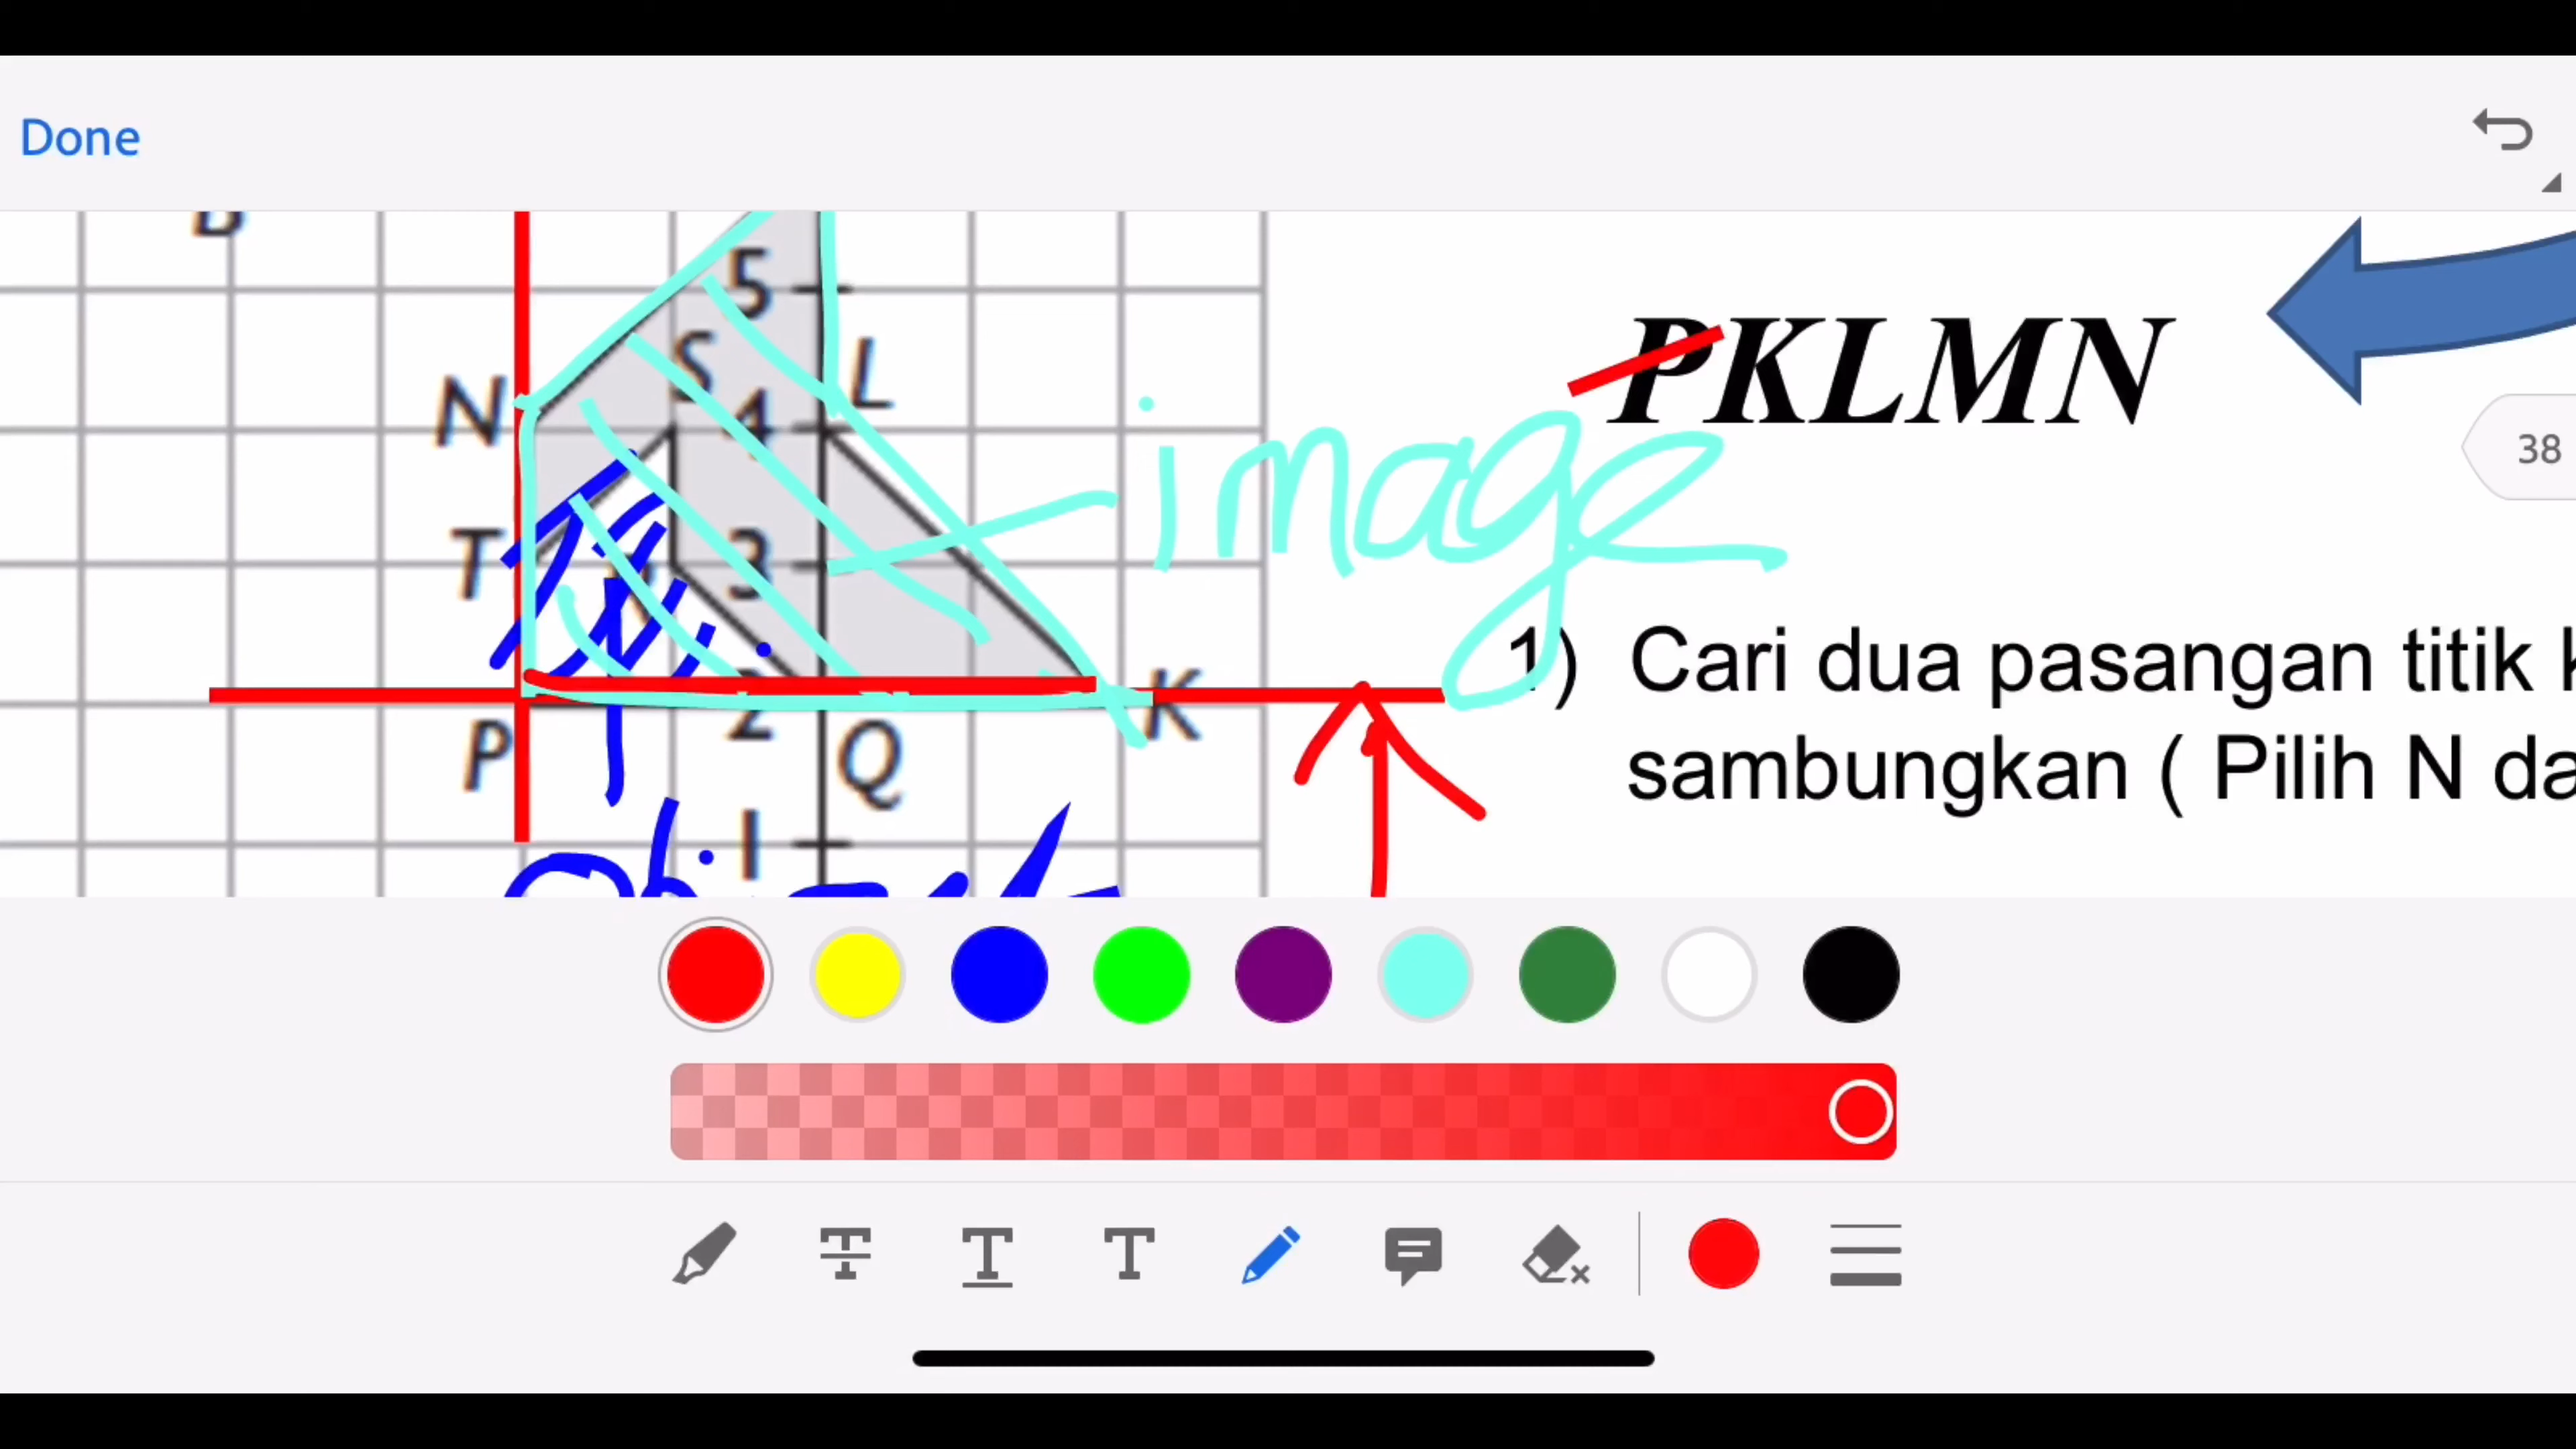 Done
B
5
S
L
N
4
PKLMN
image
38
T
3
1) Cari dua pasangan titik k
sambungkan ( Pilih N da
K
2
P
Q
1
T T T